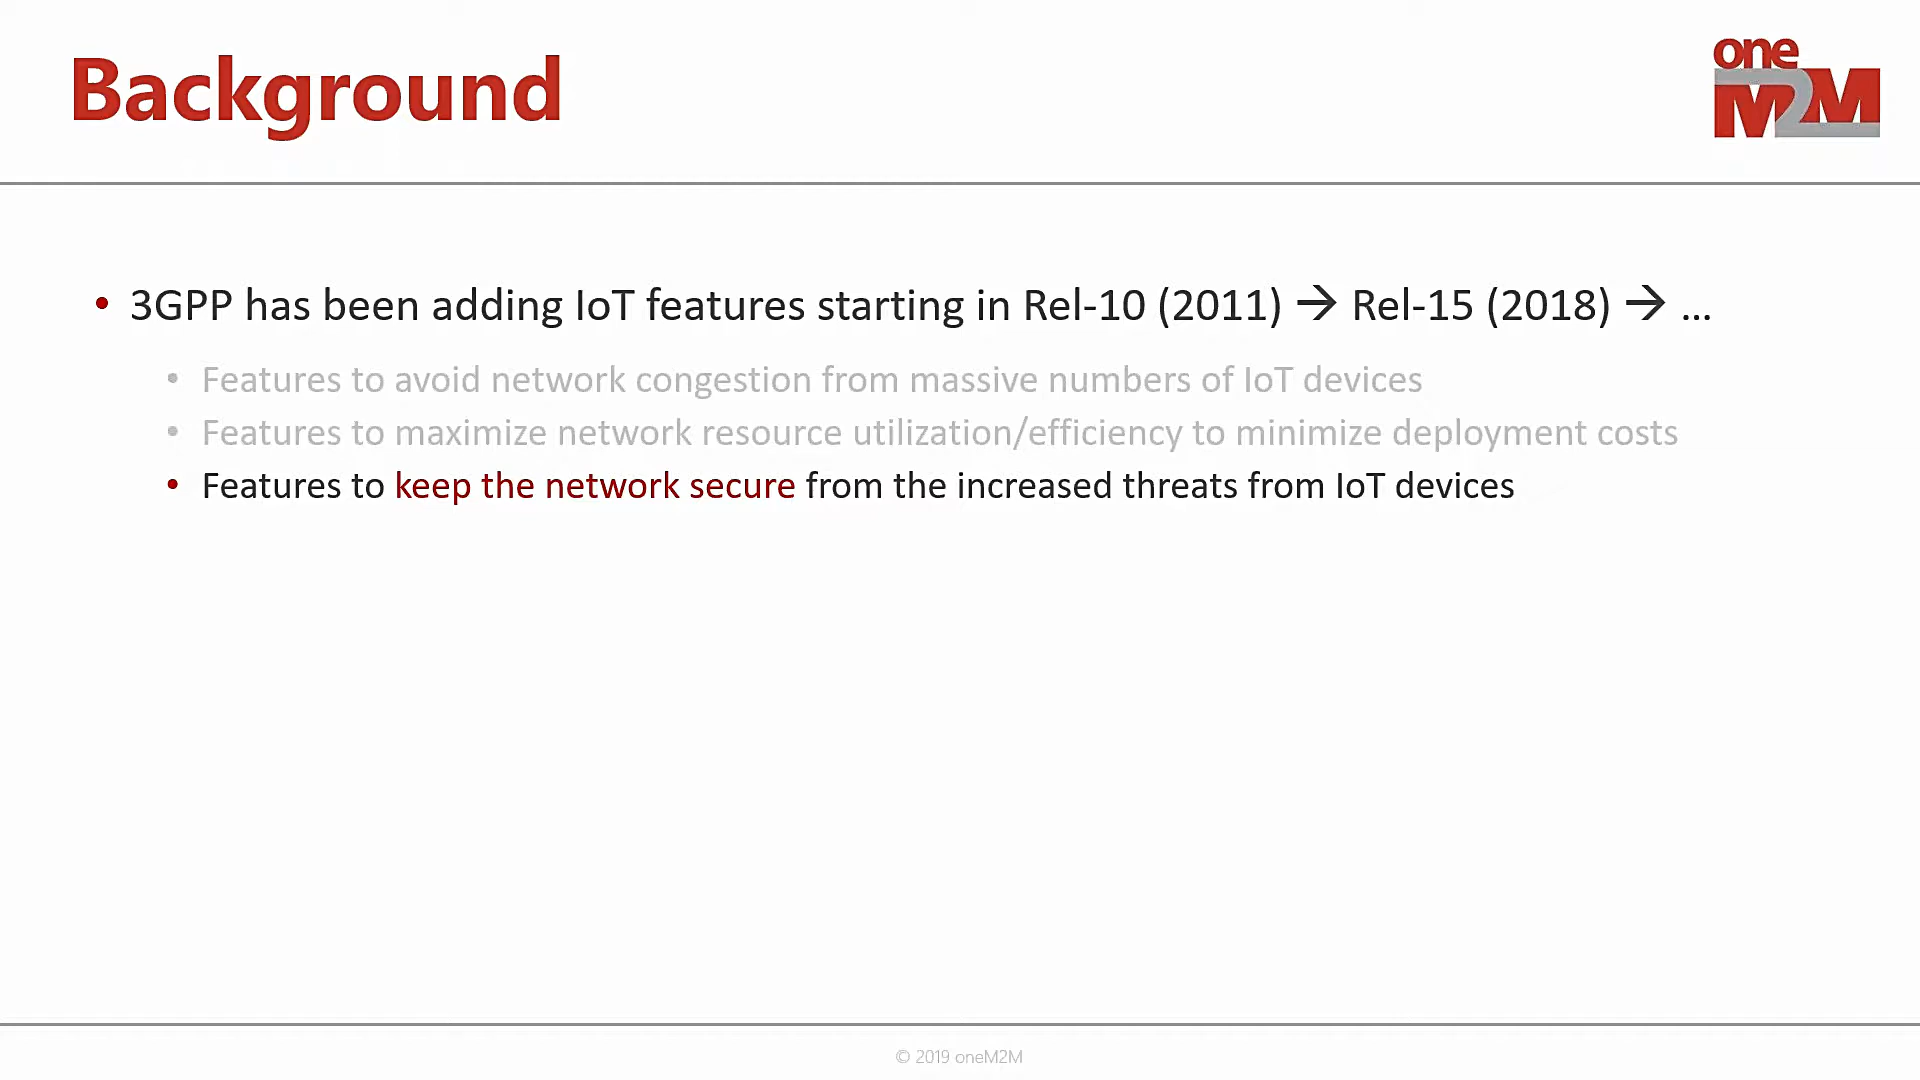 Background
one
M2M
• 3GPP has been adding IoT features starting in Rel-10 (2011) → Rel-15 (2018) → …
• Features to avoid network congestion from massive numbers of IoT devices
• Features to maximize network resource utilization/efficiency to minimize deployment costs
• Features to keep the network secure from the increased threats from IoT devices
© 2019 oneM2M